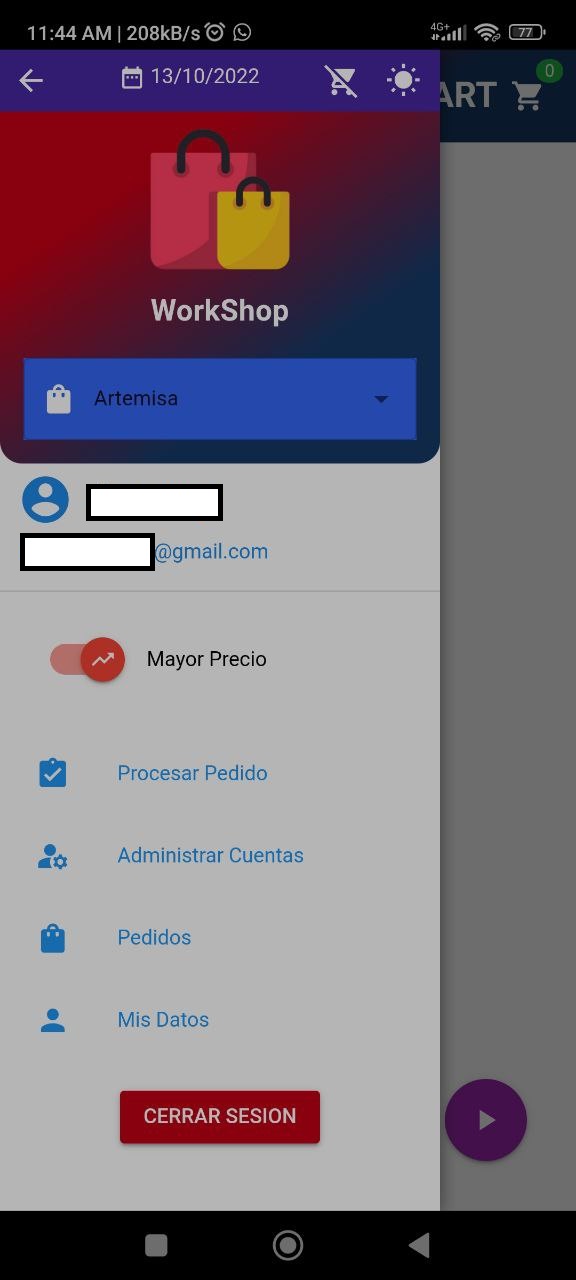 11:44 AM | 208kB/s
4G+
77
13/10/2022
ART
0
WorkShop
Artemisa
@gmail.com
Mayor Precio
Procesar Pedido
Administrar Cuentas
Pedidos
Mis Datos
CERRAR SESION